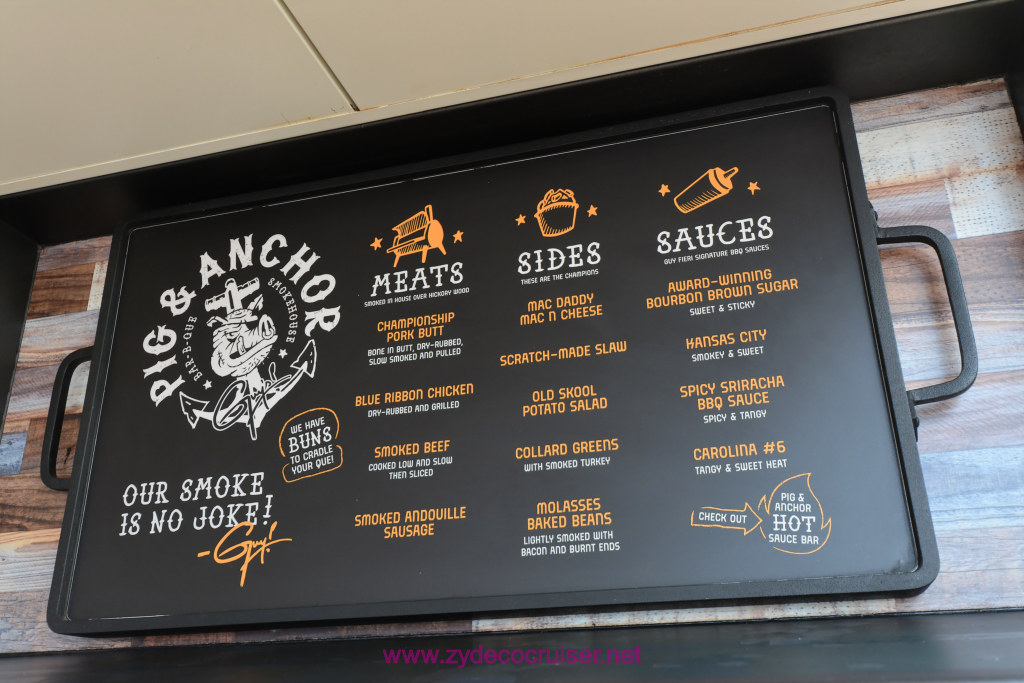 PIG & ANCHOR
BAR-B-QUE
SMOKEHOUSE
WE HAVE
BUNS
TO CRADLE
YOUR QUE!
OUR SMOKE
IS NO JOKE!
-Guy!
MEATS
SMOKED IN HOUSE OVER HICKORY WOOD
CHAMPIONSHIP
PORK BUTT
BONE IN BUTT, DRY-RUBBED,
SLOW SMOKED AND PULLED
BLUE RIBBON CHICKEN
DRY-RUBBED AND GRILLED
SMOKED BEEF
COOKED LOW AND SLOW
THEN SLICED
SMOKED ANDOUILLE
SAUSAGE
SIDES
THESE ARE THE CHAMPIONS
MAC DADDY
MAC N CHEESE
SCRATCH-MADE SLAW
OLD SKOOL
POTATO SALAD
COLLARD GREENS
WITH SMOKED TURKEY
MOLASSES
BAKED BEANS
LIGHTLY SMOKED WITH
BACON AND BURNT ENDS
SAUCES
GUY FIERI SIGNATURE BBQ SAUCES
AWARD-WINNING
BOURBON BROWN SUGAR
SWEET & STICKY
KANSAS CITY
SMOKEY & SWEET
SPICY SRIRACHA
BBQ SAUCE
SPICY & TANGY
CAROLINA #6
TANGY & SWEET HEAT
CHECK OUT
PIG &
ANCHOR
HOT
SAUCE BAR
www.zydecocruiser.net